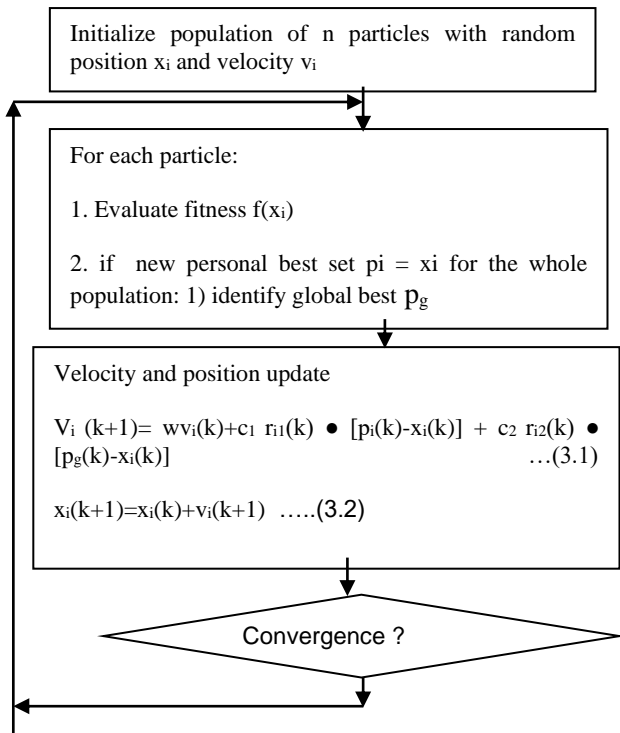 Initialize population of n particles with random
position xᵢ and velocity vᵢ
For each particle:
1. Evaluate fitness f(xᵢ)
2. if new personal best set pi = xi for the whole
population: 1) identify global best p_g
Velocity and position update
Vᵢ (k+1)= wvᵢ(k)+c₁ rᵢ₁(k) ● [pᵢ(k)-xᵢ(k)] + c₂ rᵢ₂(k) ●
[p_g(k)-xᵢ(k)] …(3.1)
xᵢ(k+1)=xᵢ(k)+vᵢ(k+1) …..(3.2)
Convergence ?